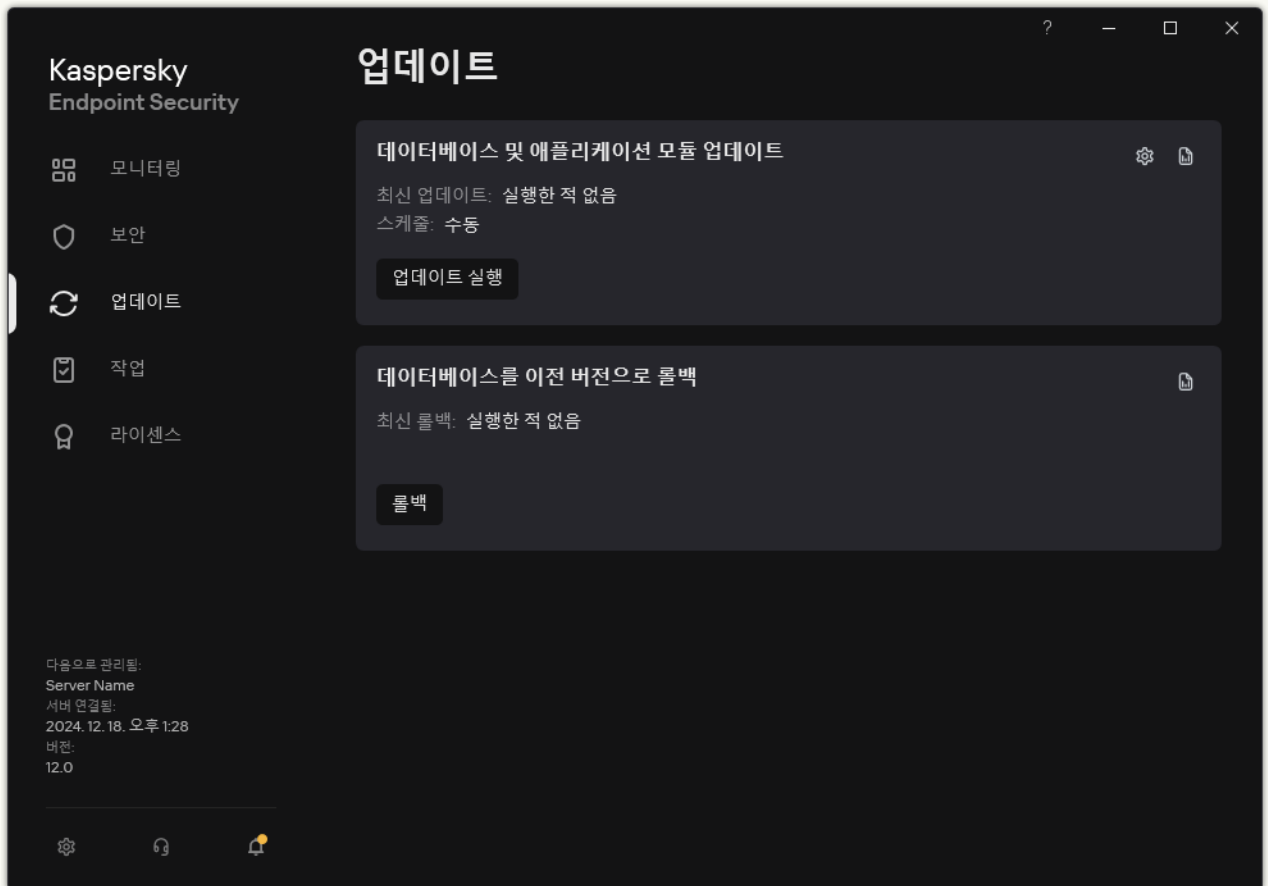 ?
Kaspersky
Endpoint Security
모니터링
보안
업데이트
작업
라이센스
다음으로 관리됨:
Server Name
서버 연결됨:
2024. 12. 18. 오후 1:28
버전:
12.0
업데이트
데이터베이스 및 애플리케이션 모듈 업데이트
최신 업데이트: 실행한 적 없음
스케줄: 수동
업데이트 실행
데이터베이스를 이전 버전으로 롤백
최신 롤백: 실행한 적 없음
롤백